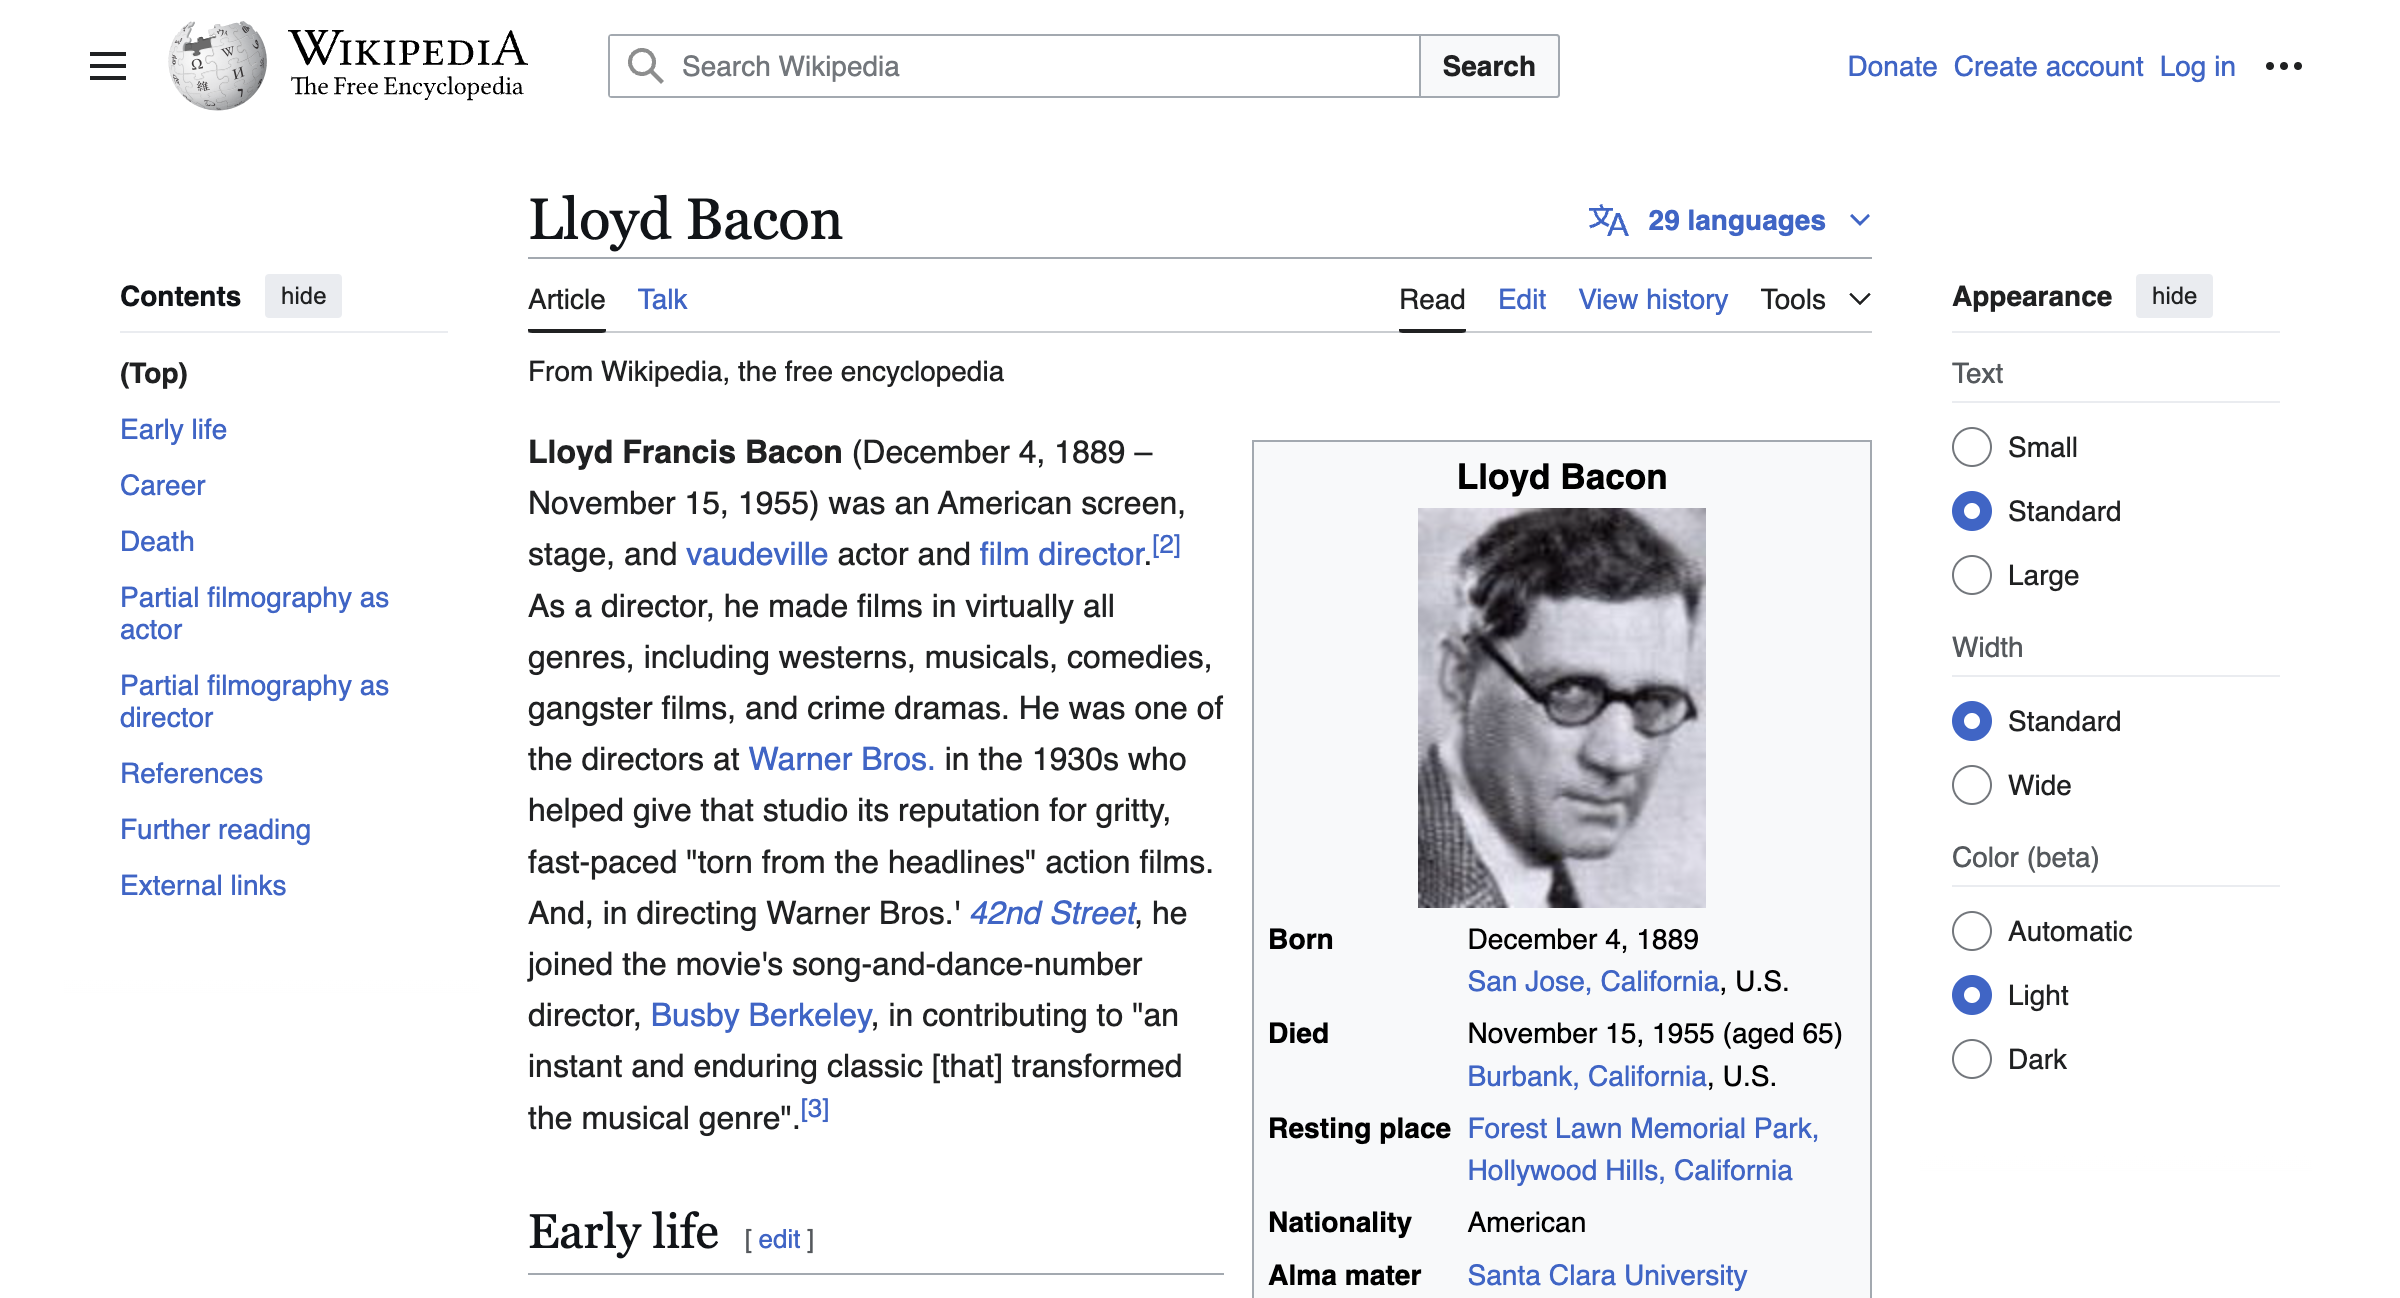 WIKIPEDIA
The Free Encyclopedia
Search Wikipedia
Search
Donate Create account Log in
Lloyd Bacon
29 languages
Contents hide
(Top)
Early life
Career
Death
Partial filmography as
actor
Partial filmography as
director
References
Further reading
External links
Article Talk
Read Edit View history Tools
From Wikipedia, the free encyclopedia
Lloyd Francis Bacon (December 4, 1889 –
November 15, 1955) was an American screen,
stage, and vaudeville actor and film director.[2]
As a director, he made films in virtually all
genres, including westerns, musicals, comedies,
gangster films, and crime dramas. He was one of
the directors at Warner Bros. in the 1930s who
helped give that studio its reputation for gritty,
fast-paced "torn from the headlines" action films.
And, in directing Warner Bros.' 42nd Street, he
joined the movie's song-and-dance-number
director, Busby Berkeley, in contributing to "an
instant and enduring classic [that] transformed
the musical genre".[3]
Early life [ edit ]
Lloyd Bacon
Born December 4, 1889
San Jose, California, U.S.
Died November 15, 1955 (aged 65)
Burbank, California, U.S.
Resting place Forest Lawn Memorial Park,
Hollywood Hills, California
Nationality American
Alma mater Santa Clara University
Appearance hide
Text
Small
Standard
Large
Width
Standard
Wide
Color (beta)
Automatic
Light
Dark